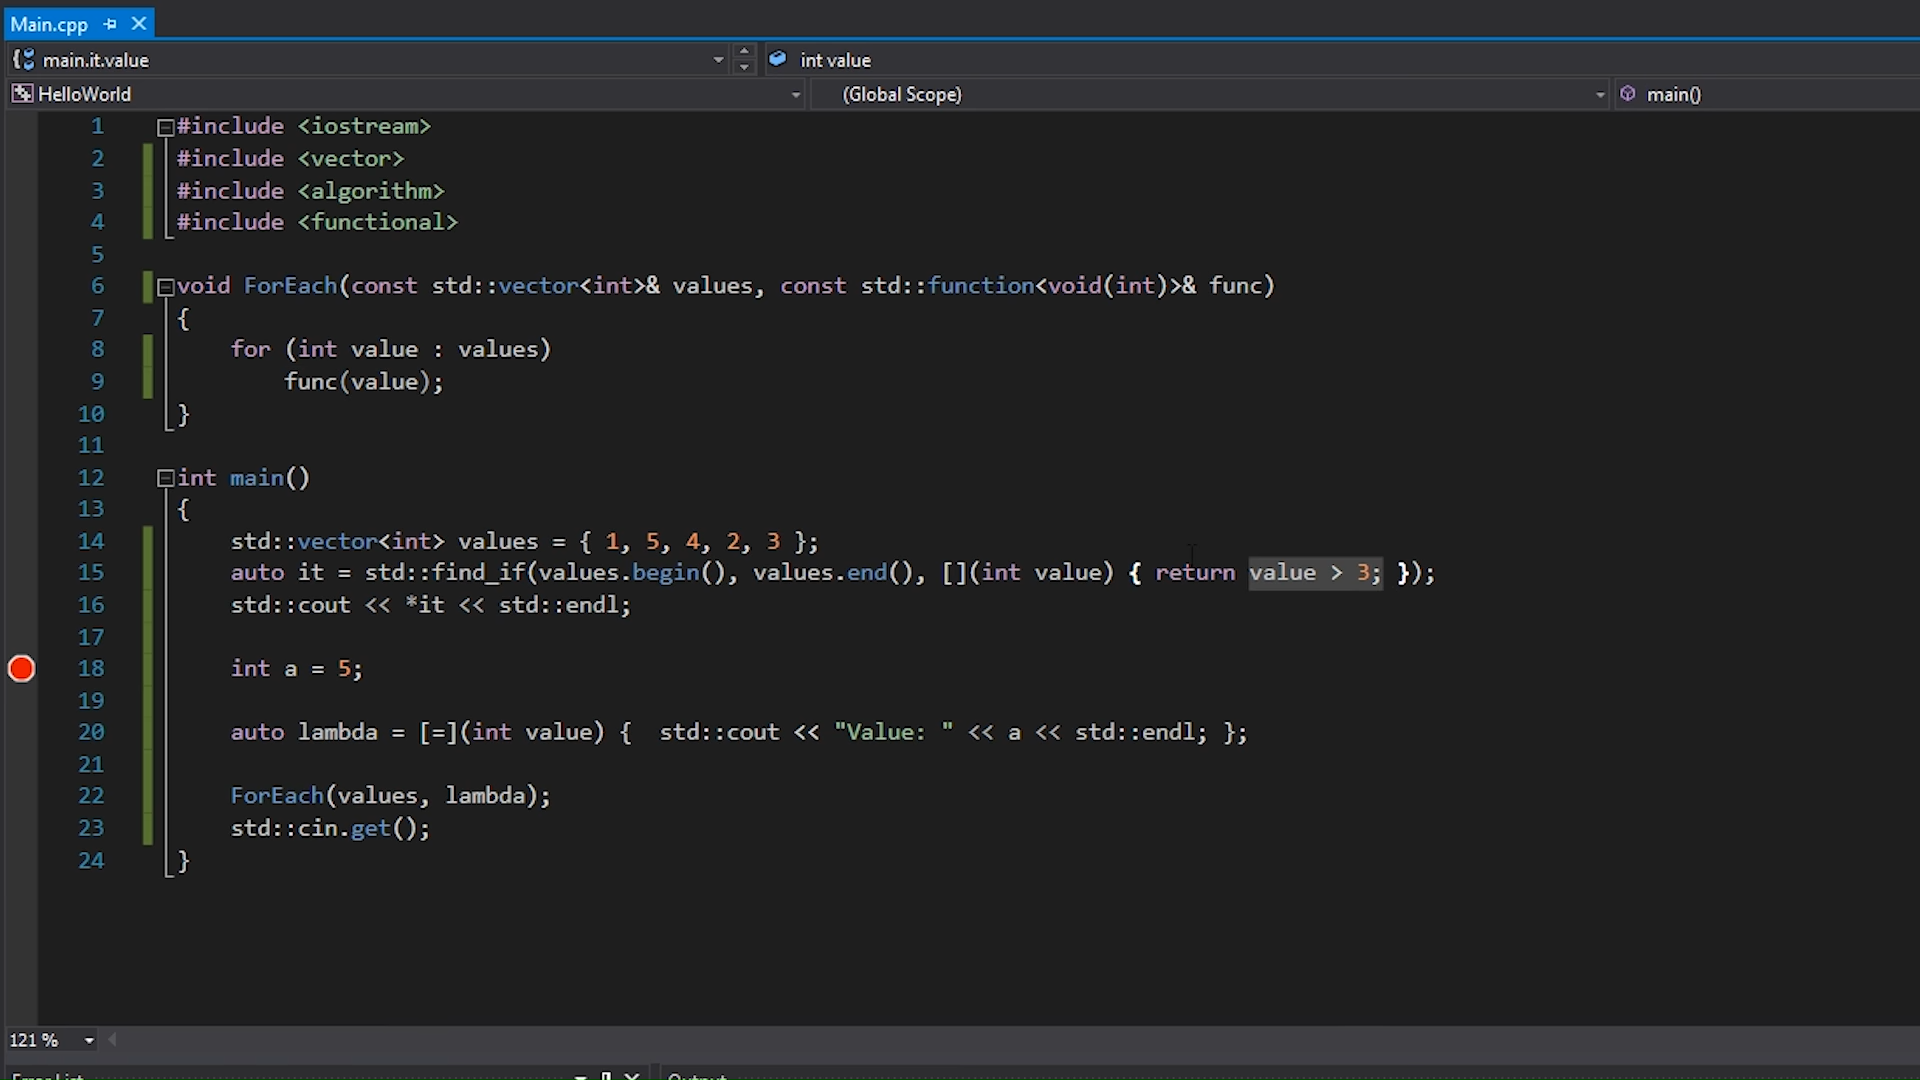 Main.cpp
main.it.value int value
HelloWorld (Global Scope) main()
1 #include <iostream>
2 #include <vector>
3 #include <algorithm>
4 #include <functional>
5
6 void ForEach(const std::vector<int>& values, const std::function<void(int)>& func)
7 {
8 for (int value : values)
9 func(value);
10 }
11
12 int main()
13 {
14 std::vector<int> values = { 1, 5, 4, 2, 3 };
15 auto it = std::find_if(values.begin(), values.end(), [](int value) { return value > 3; });
16 std::cout << *it << std::endl;
17
18 int a = 5;
19
20 auto lambda = [=](int value) {  std::cout << "Value: " << a << std::endl; };
21
22 ForEach(values, lambda);
23 std::cin.get();
24 }
121 %
Error List Output